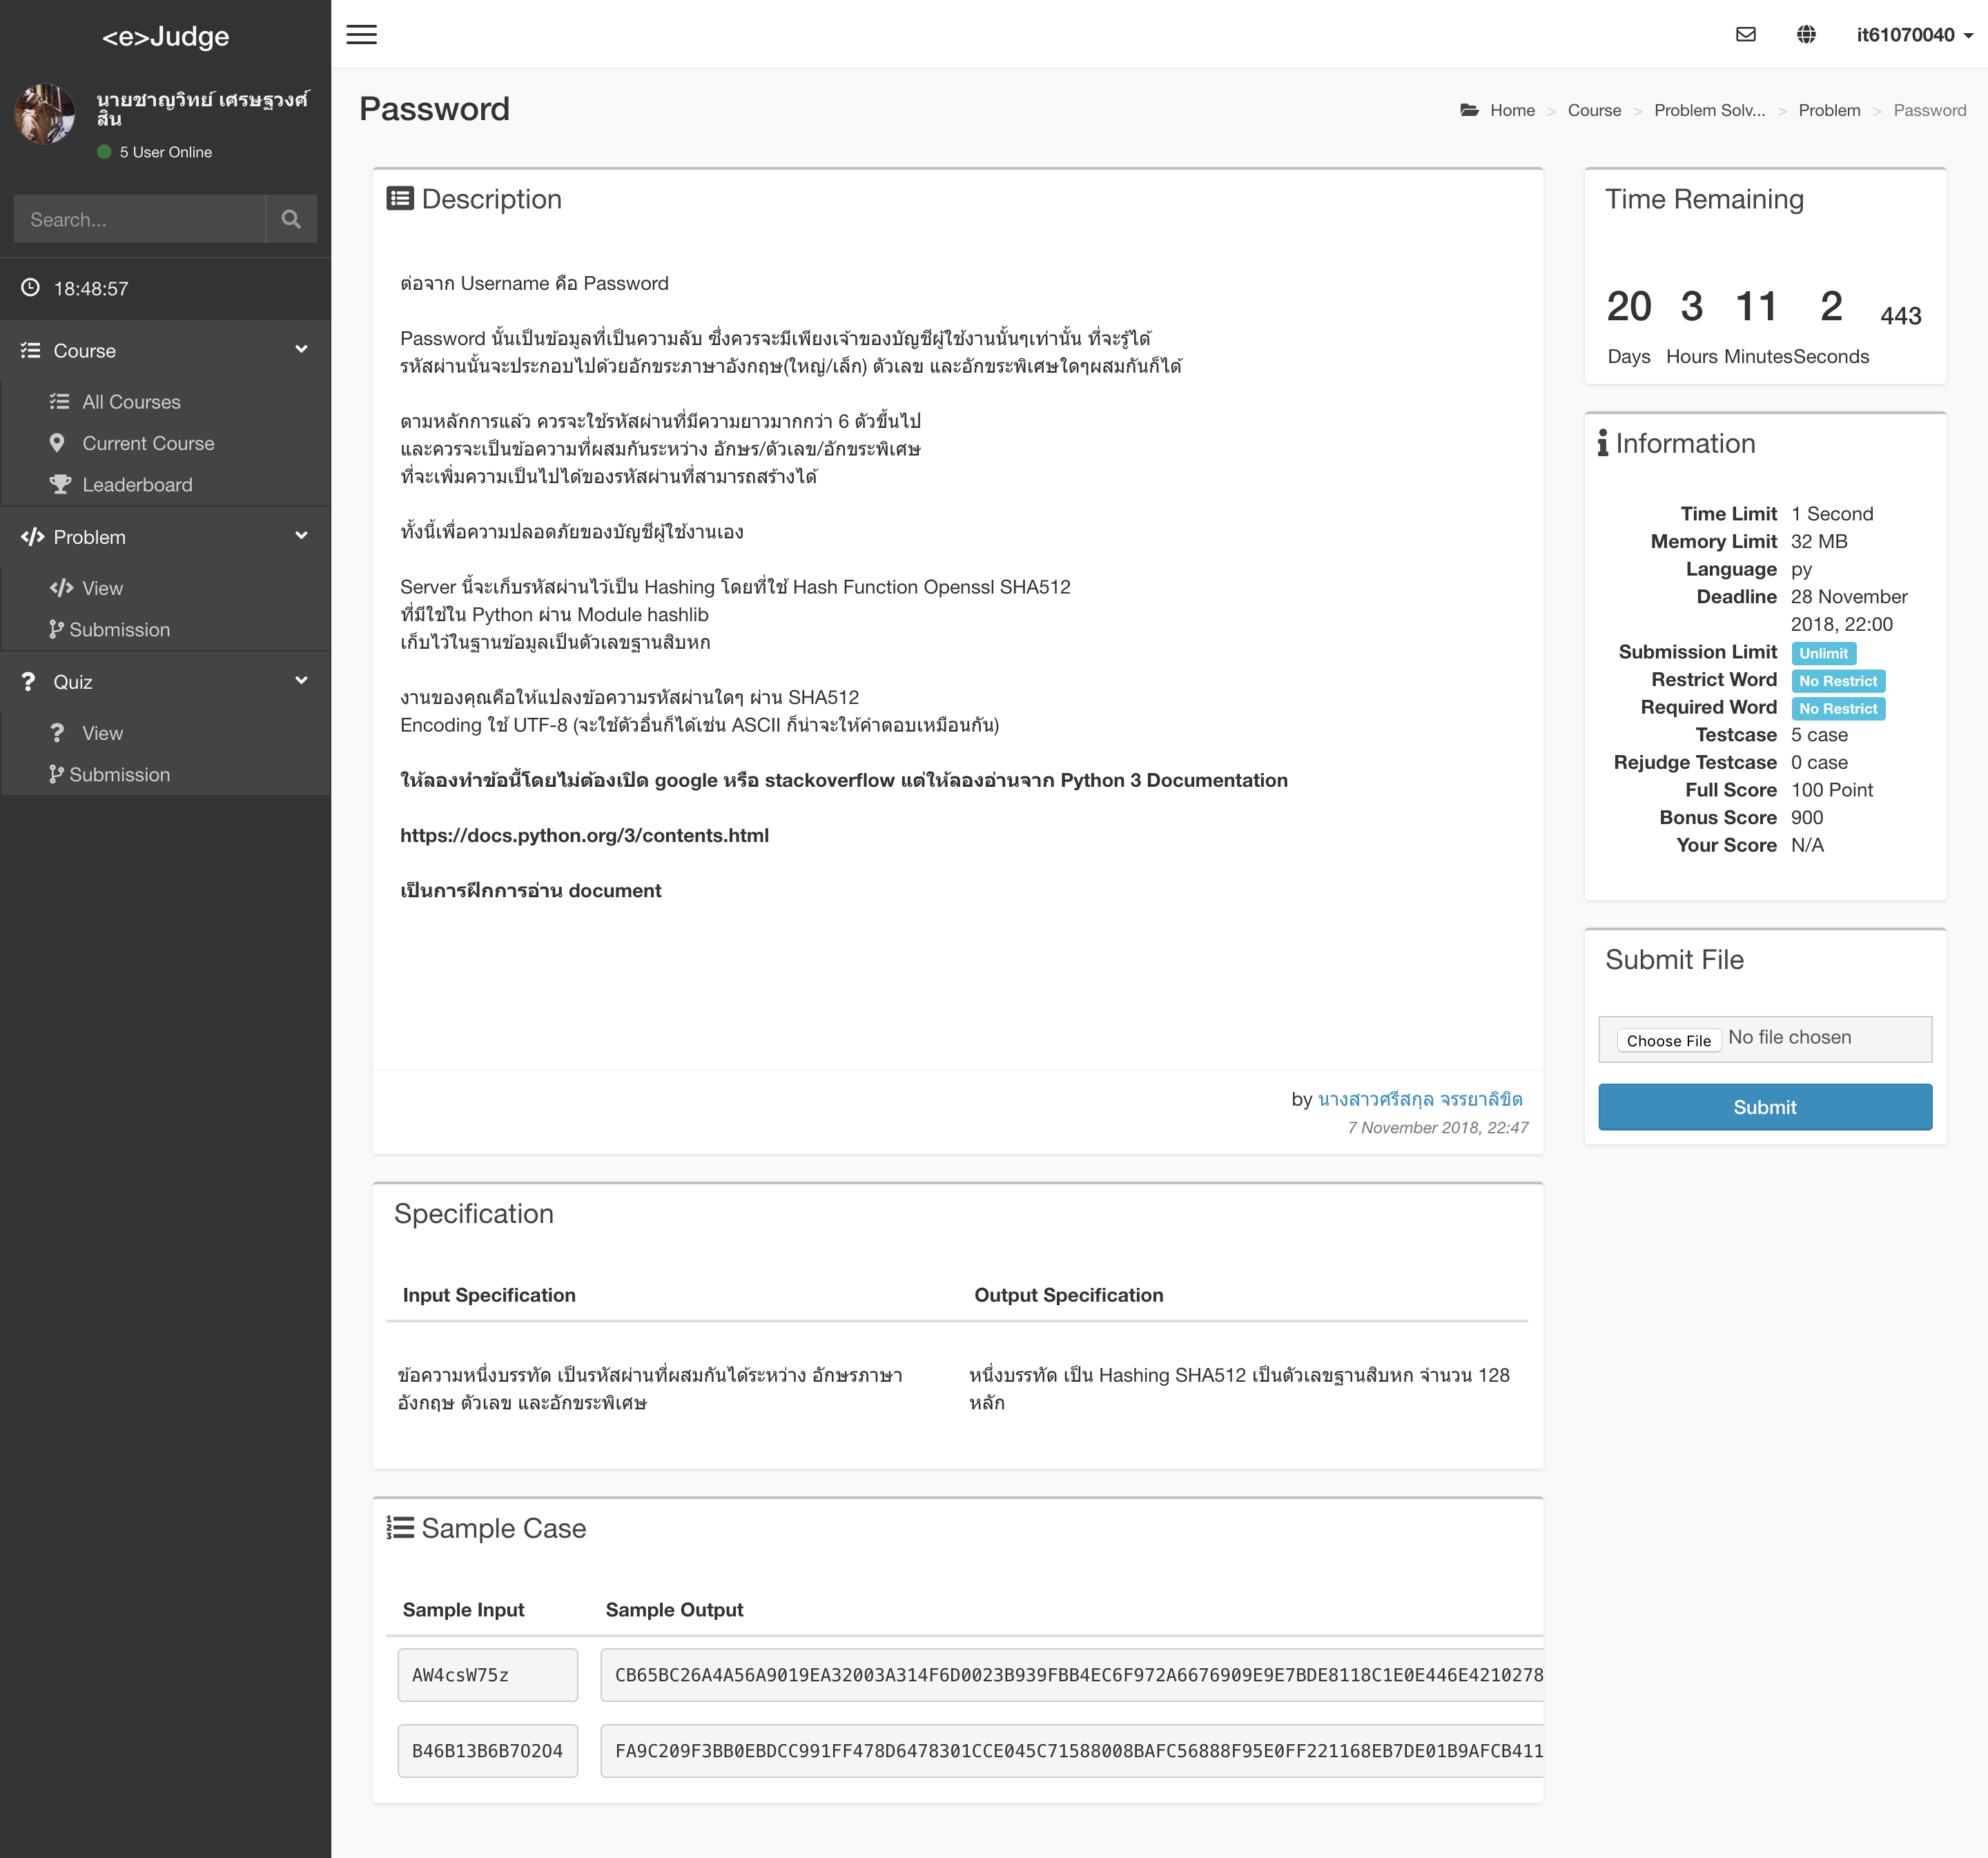 <e>Judge
นายชาญวิทย์ เศรษฐวงศ์
สิน
5 User Online
Search...
18:48:57
Course
All Courses
Current Course
Leaderboard
Problem
View
Submission
Quiz
View
Submission
it61070040
Password
Home > Course > Problem Solv... > Problem > Password
Description
ต่อจาก Username คือ Password
Password นั้นเป็นข้อมูลที่เป็นความลับ ซึ่งควรจะมีเพียงเจ้าของบัญชีผู้ใช้งานนั้นๆเท่านั้น ที่จะรู้ได้
รหัสผ่านนั้นจะประกอบไปด้วยอักขระภาษาอังกฤษ(ใหญ่/เล็ก) ตัวเลข และอักขระพิเศษใดๆผสมกันก็ได้
ตามหลักการแล้ว ควรจะใช้รหัสผ่านที่มีความยาวมากกว่า 6 ตัวขึ้นไป
และควรจะเป็นข้อความที่ผสมกันระหว่าง อักษร/ตัวเลข/อักขระพิเศษ
ที่จะเพิ่มความเป็นไปได้ของรหัสผ่านที่สามารถสร้างได้
ทั้งนี้เพื่อความปลอดภัยของบัญชีผู้ใช้งานเอง
Server นี้จะเก็บรหัสผ่านไว้เป็น Hashing โดยที่ใช้ Hash Function Openssl SHA512
ที่มีใช้ใน Python ผ่าน Module hashlib
เก็บไว้ในฐานข้อมูลเป็นตัวเลขฐานสิบหก
งานของคุณคือให้แปลงข้อความรหัสผ่านใดๆ ผ่าน SHA512
Encoding ใช้ UTF-8 (จะใช้ตัวอื่นก็ได้เช่น ASCII ก็น่าจะให้คำตอบเหมือนกัน)
ให้ลองทำข้อนี้โดยไม่ต้องเปิด google หรือ stackoverflow แต่ให้ลองอ่านจาก Python 3 Documentation
https://docs.python.org/3/contents.html
เป็นการฝึกการอ่าน document
by นางสาวศรีสกุล จรรยาลิขิต
7 November 2018, 22:47
Specification
Input Specification
Output Specification
ข้อความหนึ่งบรรทัด เป็นรหัสผ่านที่ผสมกันได้ระหว่าง อักษรภาษา
อังกฤษ ตัวเลข และอักขระพิเศษ
หนึ่งบรรทัด เป็น Hashing SHA512 เป็นตัวเลขฐานสิบหก จำนวน 128
หลัก
Sample Case
Sample Input
Sample Output
AW4csW75z
CB65BC26A4A56A9019EA32003A314F6D0023B939FBB4EC6F972A6676909E9E7BDE8118C1E0E446E4210278
B46B13B6B7O2O4
FA9C209F3BB0EBDCC991FF478D6478301CCE045C71588008BAFC56888F95E0FF221168EB7DE01B9AFCB411
Time Remaining
20 3 11 2 443
Days Hours Minutes Seconds
Information
Time Limit 1 Second
Memory Limit 32 MB
Language py
Deadline 28 November
2018, 22:00
Submission Limit Unlimit
Restrict Word No Restrict
Required Word No Restrict
Testcase 5 case
Rejudge Testcase 0 case
Full Score 100 Point
Bonus Score 900
Your Score N/A
Submit File
Choose File No file chosen
Submit